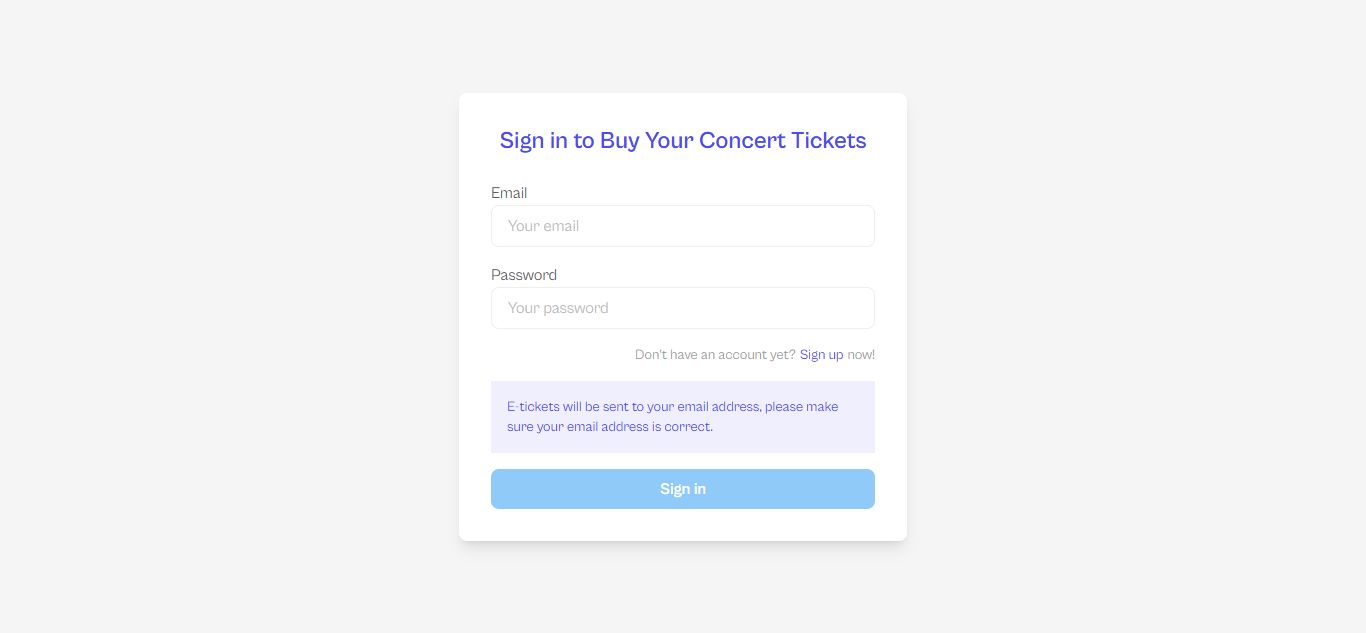 Sign in to Buy Your Concert Tickets
Email
Your email
Password
Your password
Don't have an account yet? Sign up now!
E-tickets will be sent to your email address, please make
sure your email address is correct.
Sign in